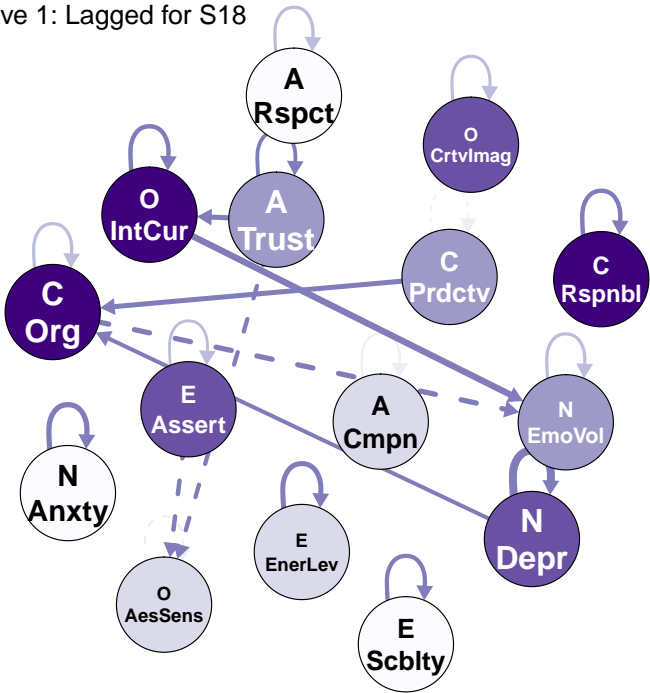 ve 1: Lagged for S18
A
Rspct
O
CrtvImag
O
IntCur
A
Trust
C
Prdctv
C
Rspnbl
C
Org
E
Assert
A
Cmpn
N
EmoVol
N
Anxty
N
Depr
E
EnerLev
O
AesSens
E
Scblty